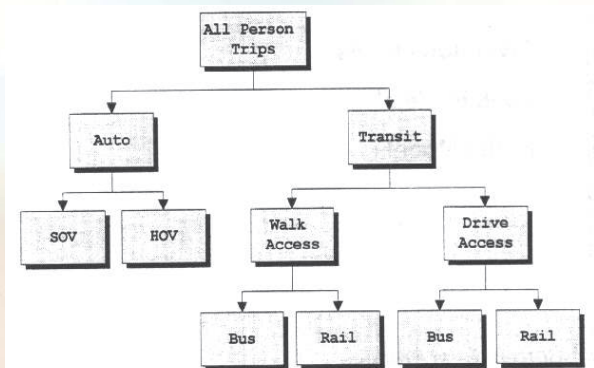 All Person
Trips
Auto
Transit
SOV
HOV
Walk
Access
Drive
Access
Bus
Rail
Bus
Rail